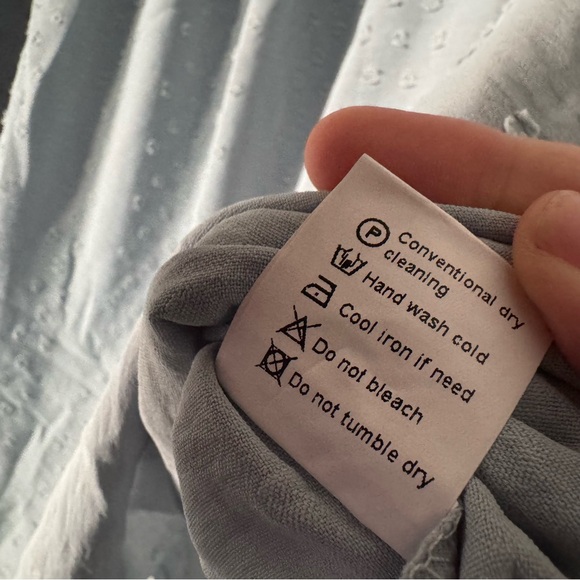 P Conventional dry
cleaning
Hand wash cold
Cool iron if need
Do not bleach
Do not tumble dry